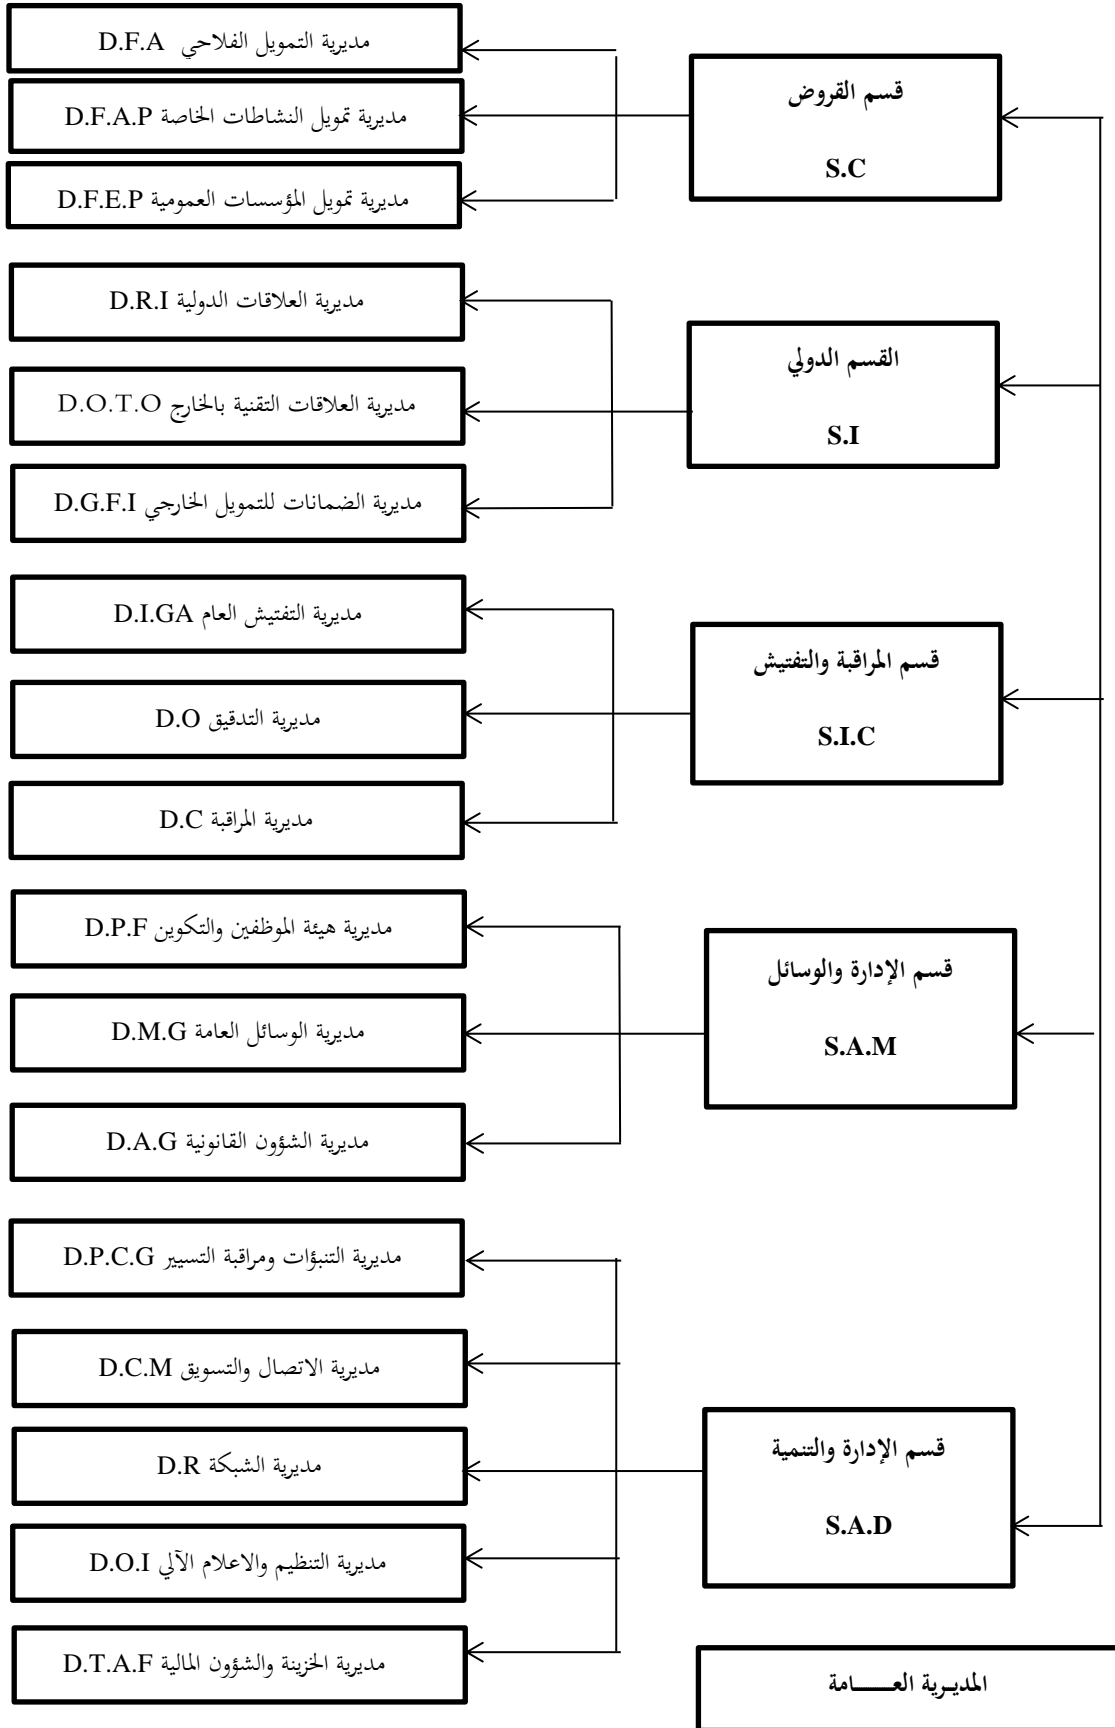 قسم القروض
S.C
مديرية التمويل الفلاحي D.F.A
مديرية تمويل النشاطات الخاصة D.F.A.P
مديرية تمويل المؤسسات العمومية D.F.E.P
القسم الدولي
S.I
مديرية العلاقات الدولية D.R.I
مديرية العلاقات التقنية بالخارج D.O.T.O
مديرية الضمانات للتمويل الخارجي D.G.F.I
قسم المراقبة والتفتيش
S.I.C
مديرية التفتيش العام D.I.GA
مديرية التدقيق D.O
مديرية المراقبة D.C
قسم الإدارة والوسائل
S.A.M
مديرية هيئة الموظفين والتكوين D.P.F
مديرية الوسائل العامة D.M.G
مديرية الشؤون القانونية D.A.G
قسم الإدارة والتنمية
S.A.D
مديرية التنبؤات ومراقبة التسيير D.P.C.G
مديرية الاتصال والتسويق D.C.M
مديرية الشبكة D.R
مديرية التنظيم والاعلام الآلي D.O.I
مديرية الخزينة والشؤون المالية D.T.A.F
المديـرية العـــــــامة